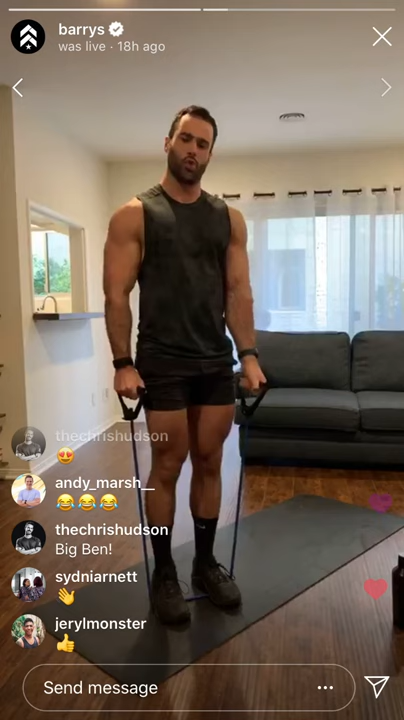 barrys
was live · 18h ago
thechrishudson
😍
andy_marsh__
😂😂😂
thechrishudson
Big Ben!
sydniarnett
👋
jerylmonster
👍
Send message